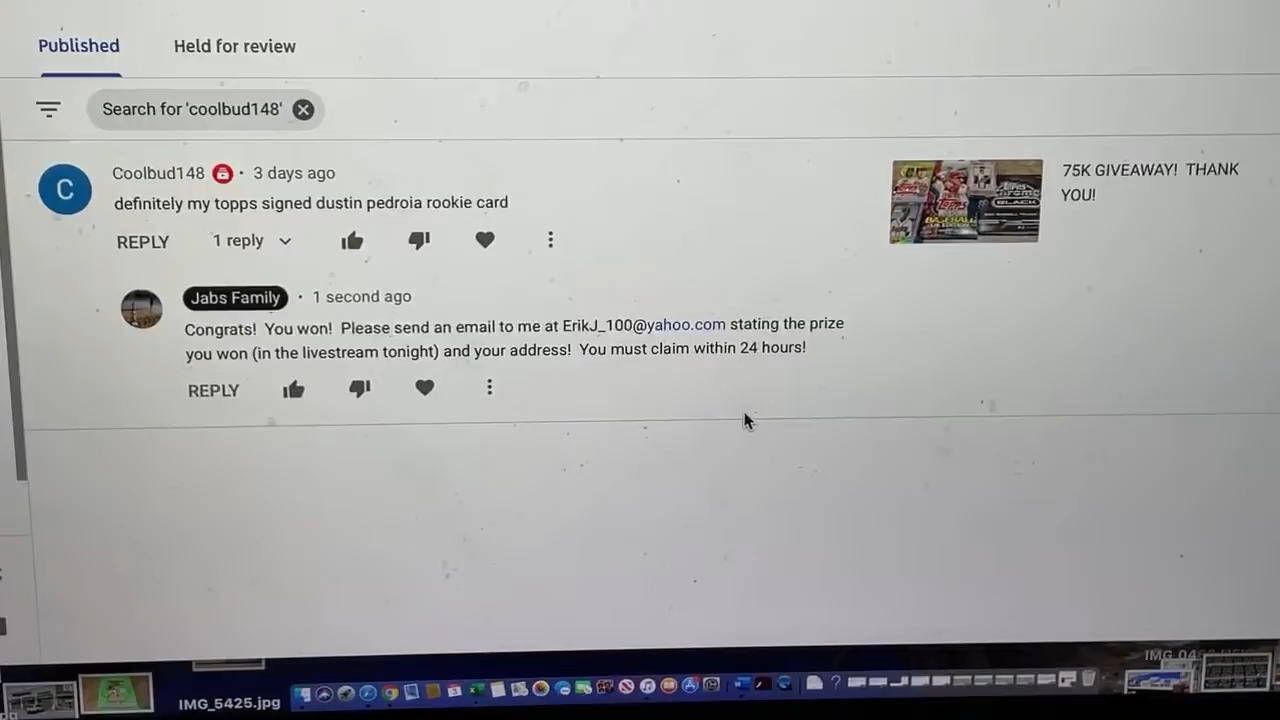 Published
Held for review
Search for 'coolbud148'
Coolbud148 · 3 days ago
75K GIVEAWAY! THANK
YOU!
definitely my topps signed dustin pedroia rookie card
BLACK
BASEBALL
REPLY
1 reply
Jabs Family · 1 second ago
Congrats! You won! Please send an email to me at ErikJ_100@yahoo.com stating the prize
you won (in the livestream tonight) and your address! You must claim within 24 hours!
REPLY
IMG_5425.jpg